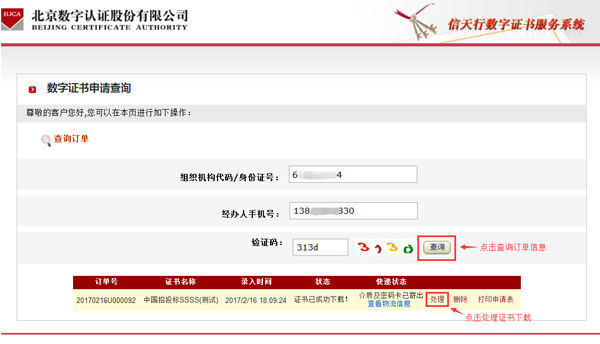 BJCA 北京数字认证股份有限公司
BEIJING CERTIFICATE AUTHORITY
信天行数字证书服务系统
数字证书申请查询
尊敬的客户您好,您可以在本页进行如下操作：
查询订单
组织机构代码/身份证号： 6 4
经办人手机号： 138 330
验证码： 313d 313d 查询 点击查询订单信息
订单号 证书名称 录入时间 状态 快递状态
20170216U000092 中国招投标SSSS(测试) 2017/2/16 18:09:24 证书已成功下载！ 介质及密码卡已寄出 处理 删除 打印申请表
查看物流信息
点击处理证书下载